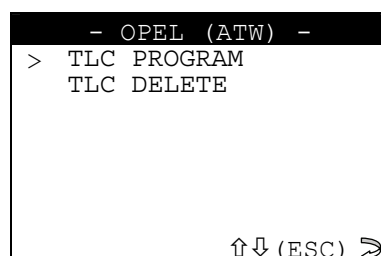 - OPEL (ATW) -
> TLC PROGRAM
TLC DELETE
⇧⇩(ESC) ⮌